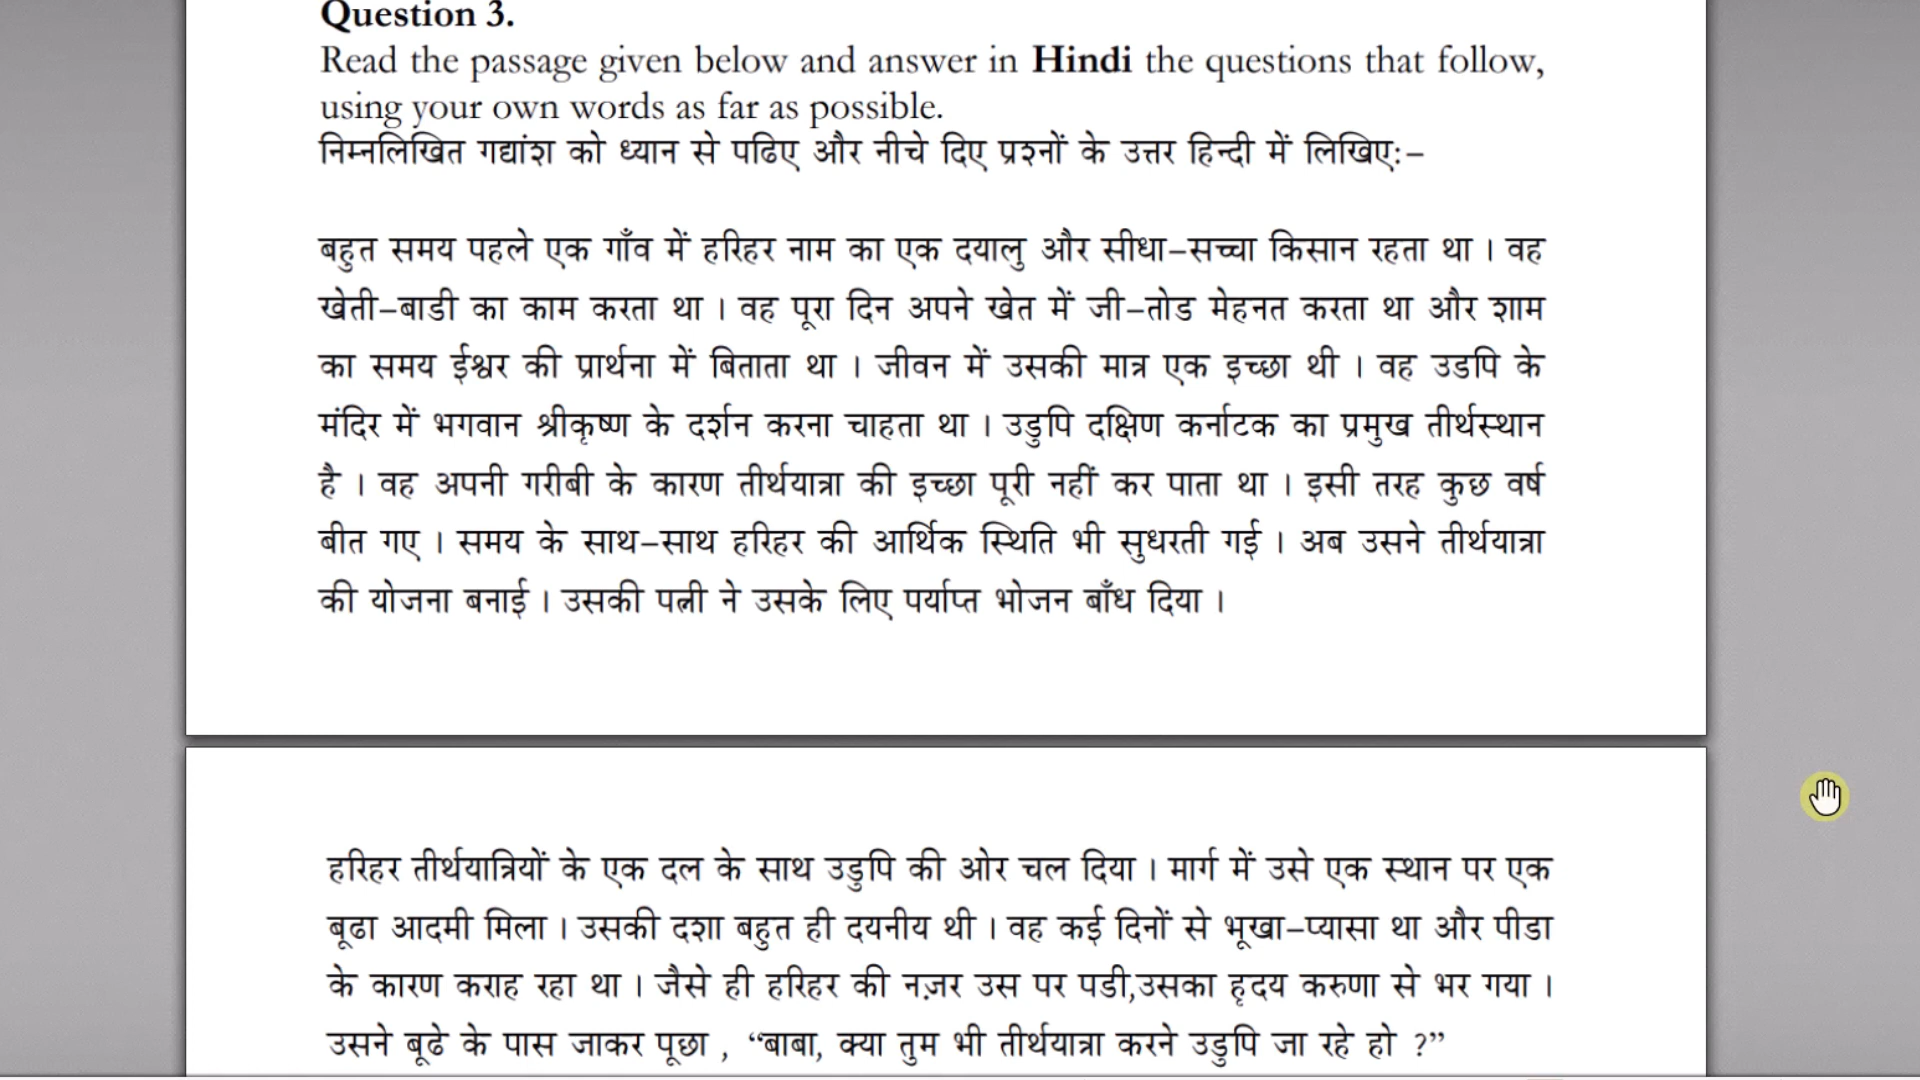 Question 3.
Read the passage given below and answer in Hindi the questions that follow,
using your own words as far as possible.
निम्नलिखित गद्यांश को ध्यान से पढिए और नीचे दिए प्रश्नों के उत्तर हिन्दी में लिखिए:–
बहुत समय पहले एक गाँव में हरिहर नाम का एक दयालु और सीधा–सच्चा किसान रहता था । वह
खेती–बाडी का काम करता था । वह पूरा दिन अपने खेत में जी–तोड मेहनत करता था और शाम
का समय ईश्वर की प्रार्थना में बिताता था । जीवन में उसकी मात्र एक इच्छा थी । वह उडपि के
मंदिर में भगवान श्रीकृष्ण के दर्शन करना चाहता था । उडुपि दक्षिण कर्नाटक का प्रमुख तीर्थस्थान
है । वह अपनी गरीबी के कारण तीर्थयात्रा की इच्छा पूरी नहीं कर पाता था । इसी तरह कुछ वर्ष
बीत गए । समय के साथ–साथ हरिहर की आर्थिक स्थिति भी सुधरती गई । अब उसने तीर्थयात्रा
की योजना बनाई । उसकी पत्नी ने उसके लिए पर्याप्त भोजन बाँध दिया ।
हरिहर तीर्थयात्रियों के एक दल के साथ उडुपि की ओर चल दिया । मार्ग में उसे एक स्थान पर एक
बूढा आदमी मिला । उसकी दशा बहुत ही दयनीय थी । वह कई दिनों से भूखा–प्यासा था और पीडा
के कारण कराह रहा था । जैसे ही हरिहर की नज़र उस पर पडी,उसका हृदय करुणा से भर गया ।
उसने बूढे के पास जाकर पूछा , “बाबा, क्या तुम भी तीर्थयात्रा करने उडुपि जा रहे हो ?”